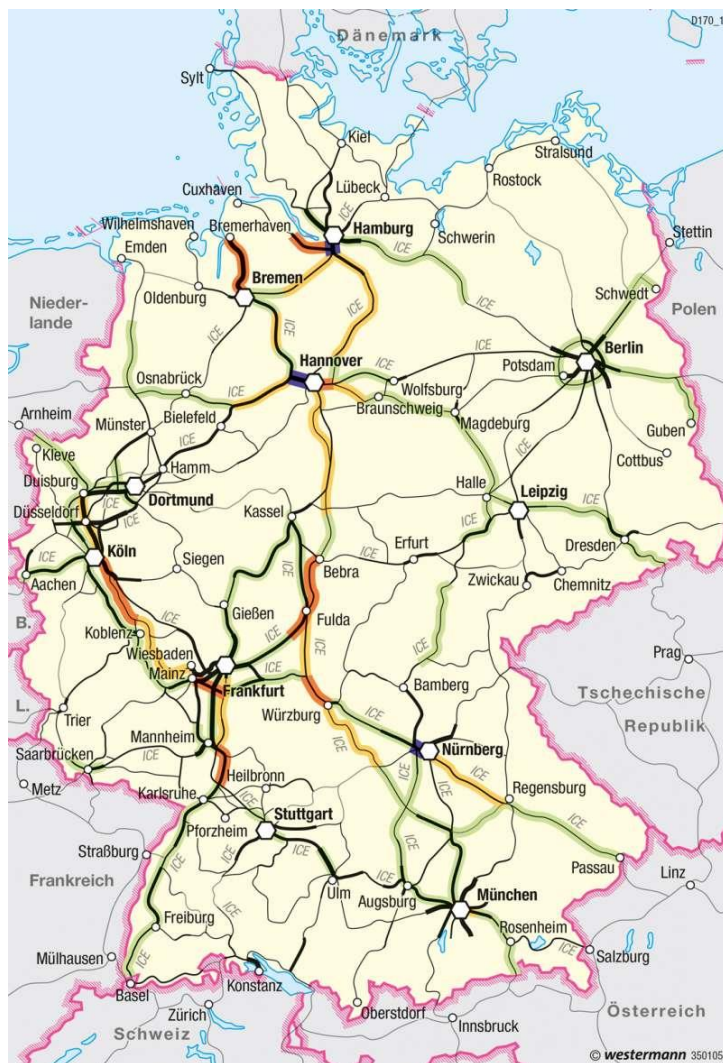 D170_1
Dänemark
Sylt
Kiel
Stralsund
Rostock
Lübeck
Cuxhaven
ICE
Hamburg
Wilhelmshaven
Bremerhaven
Emden
ICE
Schwerin
Stettin
Bremen
Schwedt
Nieder-
lande
Oldenburg
ICE
ICE
Polen
Hannover
ICE
ICE
Berlin
Potsdam
Osnabrück
Wolfsburg
Braunschweig
Arnheim
Münster
ICE
Bielefeld
Magdeburg
Guben
Kleve
ICE
Cottbus
Hamm
ICE
Duisburg
ICE
Dortmund
Halle
Leipzig
Düsseldorf
Kassel
ICE
Köln
Siegen
Bebra
Erfurt
ICE
Dresden
ICE
Aachen
Zwickau
Chemnitz
B.
Gießen
ICE
Fulda
Koblenz
ICE
Wiesbaden
Mainz
ICE
Frankfurt
ICE
Bamberg
Prag
Tschechische
Republik
L.
Trier
Würzburg
ICE
Mannheim
Nürnberg
Saarbrücken
ICE
Metz
Heilbronn
ICE
Regensburg
Karlsruhe
Stuttgart
Pforzheim
ICE
Straßburg
ICE
Passau
Linz
Frankreich
ICE
ICE
Ulm
Augsburg
München
Freiburg
ICE
Rosenheim
Mülhausen
Salzburg
ICE
Basel
Konstanz
Zürich
Oberstdorf
Innsbruck
Österreich
Schweiz
© westermann 35010E